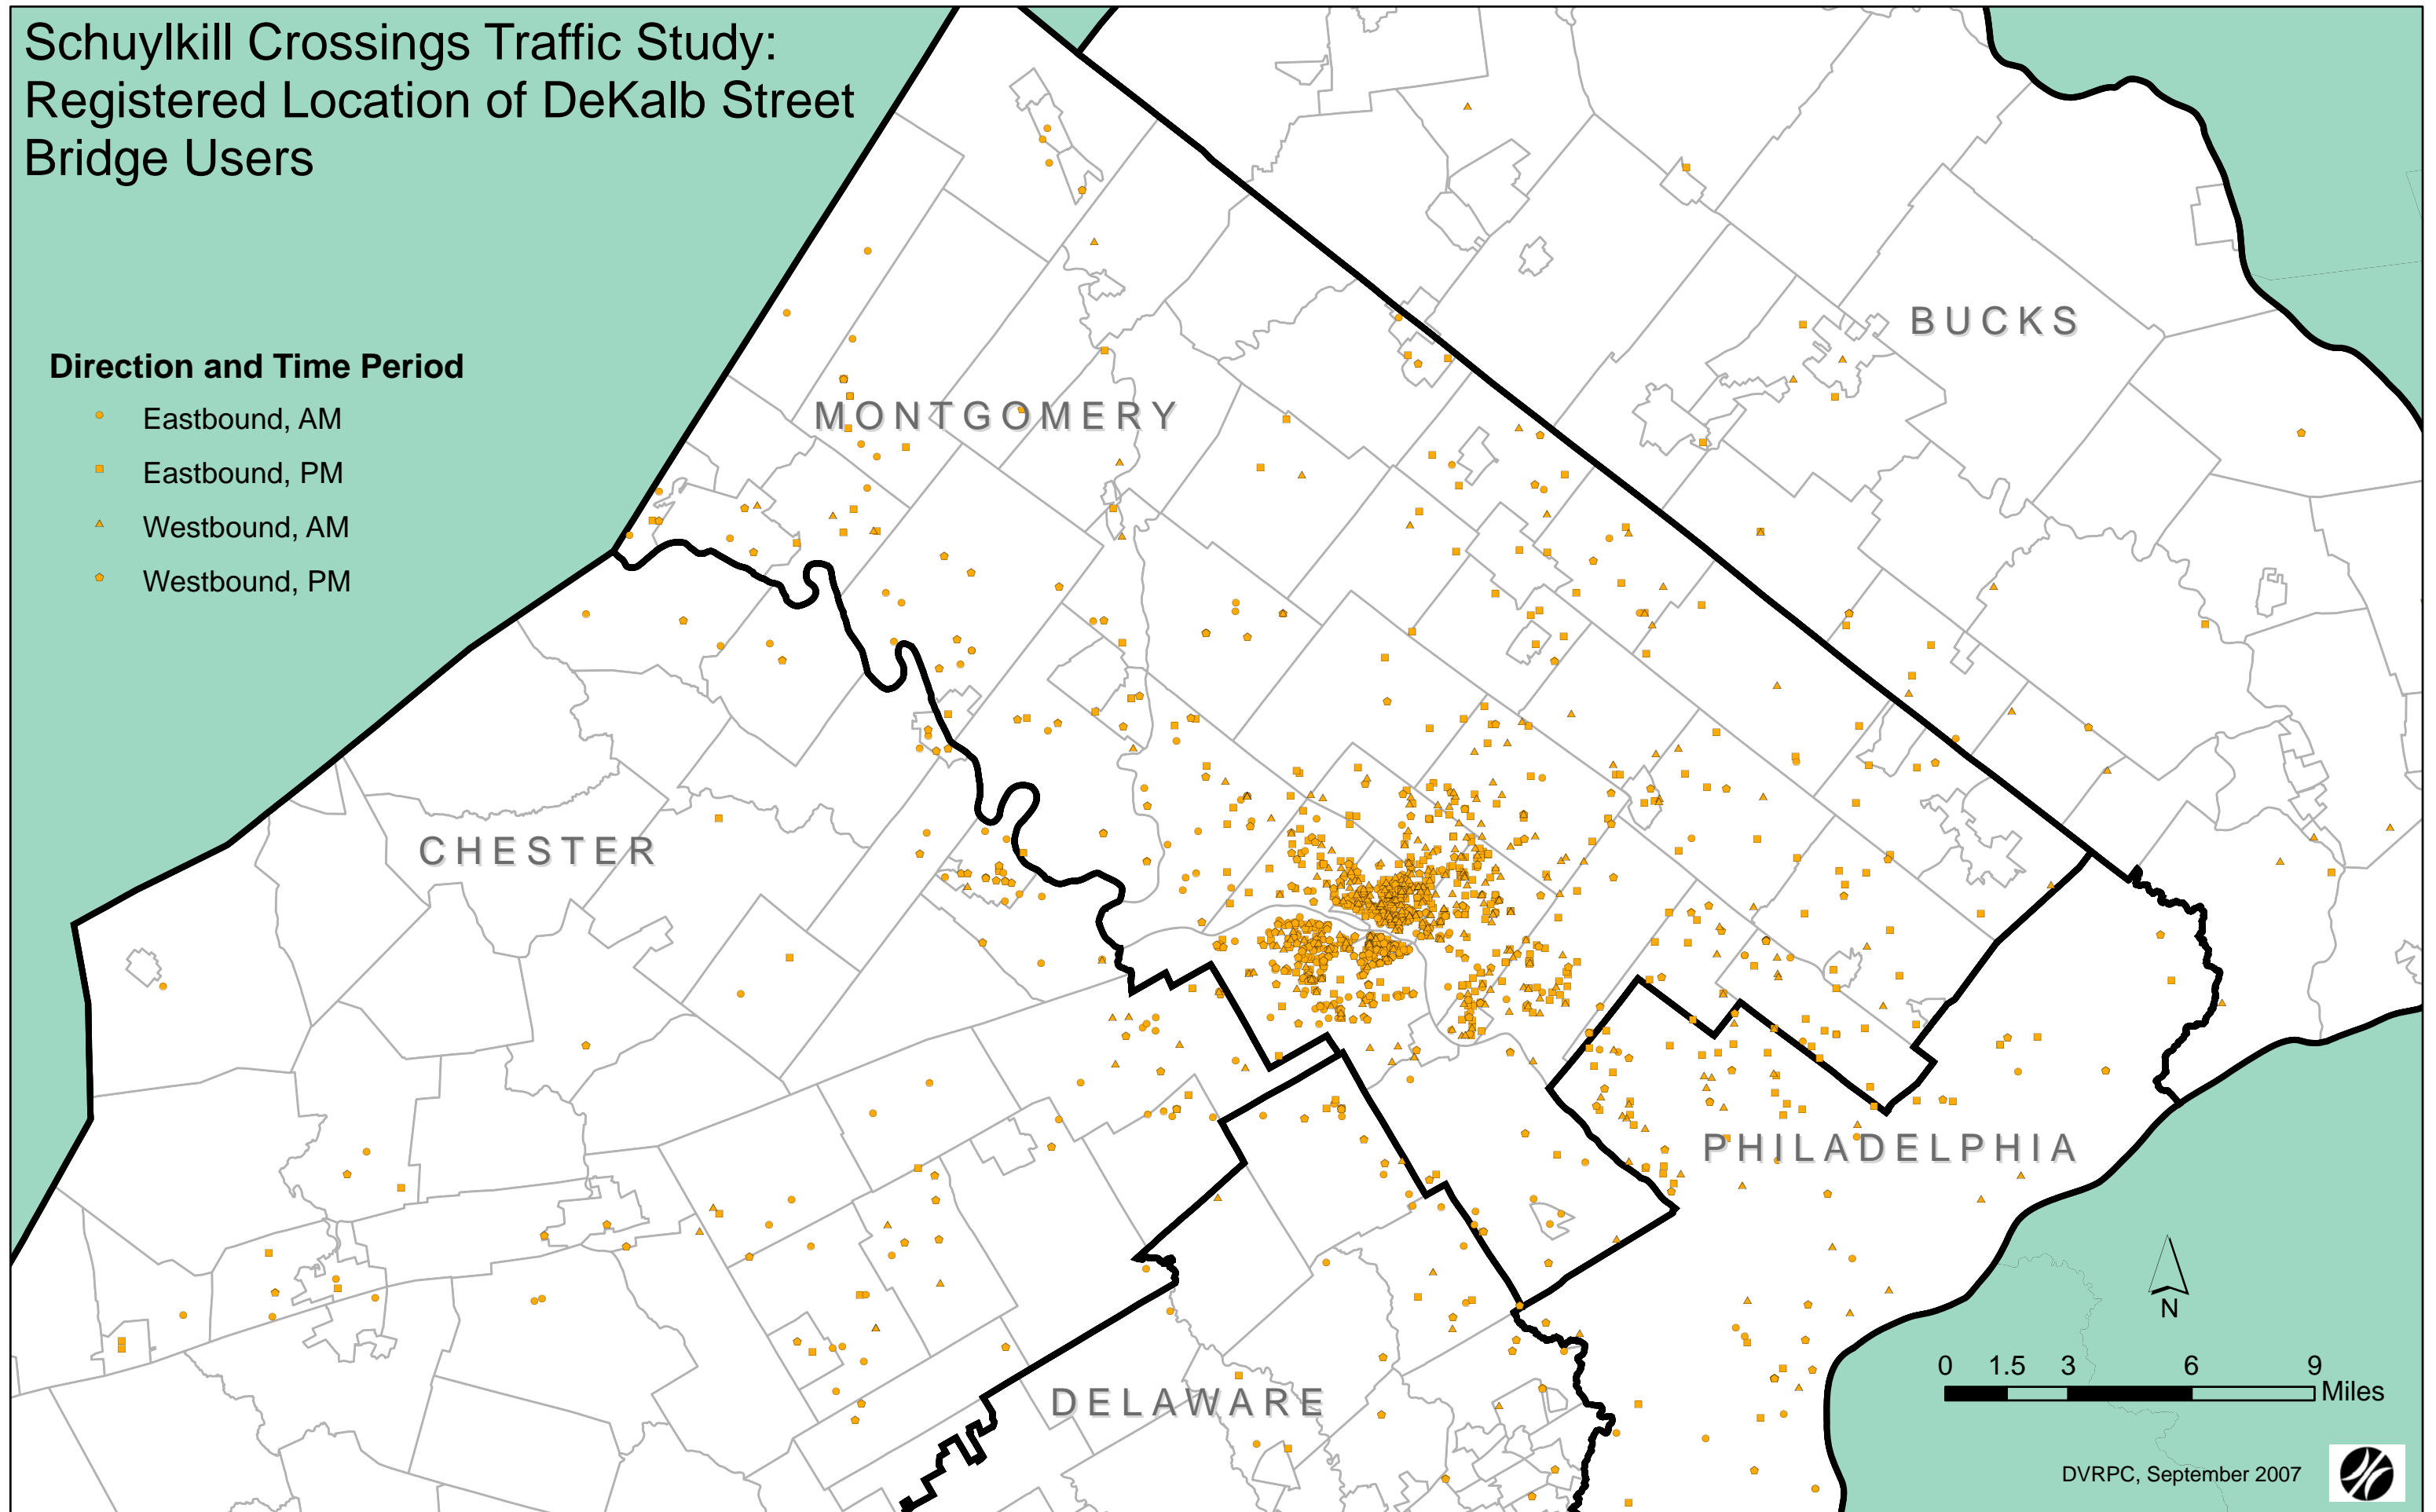 Schuylkill Crossings Traffic Study:
Registered Location of DeKalb Street
Bridge Users
Direction and Time Period
Eastbound, AM
Eastbound, PM
Westbound, AM
Westbound, PM
BUCKS
MONTGOMERY
CHESTER
PHILADELPHIA
DELAWARE
N
0 1.5 3 6 9
Miles
DVRPC, September 2007